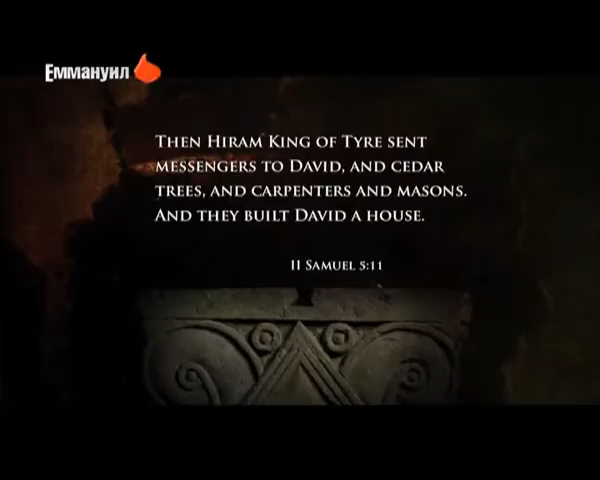 Еммануил
Then Hiram King of Tyre sent
messengers to David, and cedar
trees, and carpenters and masons.
And they built David a house.
II Samuel 5:11